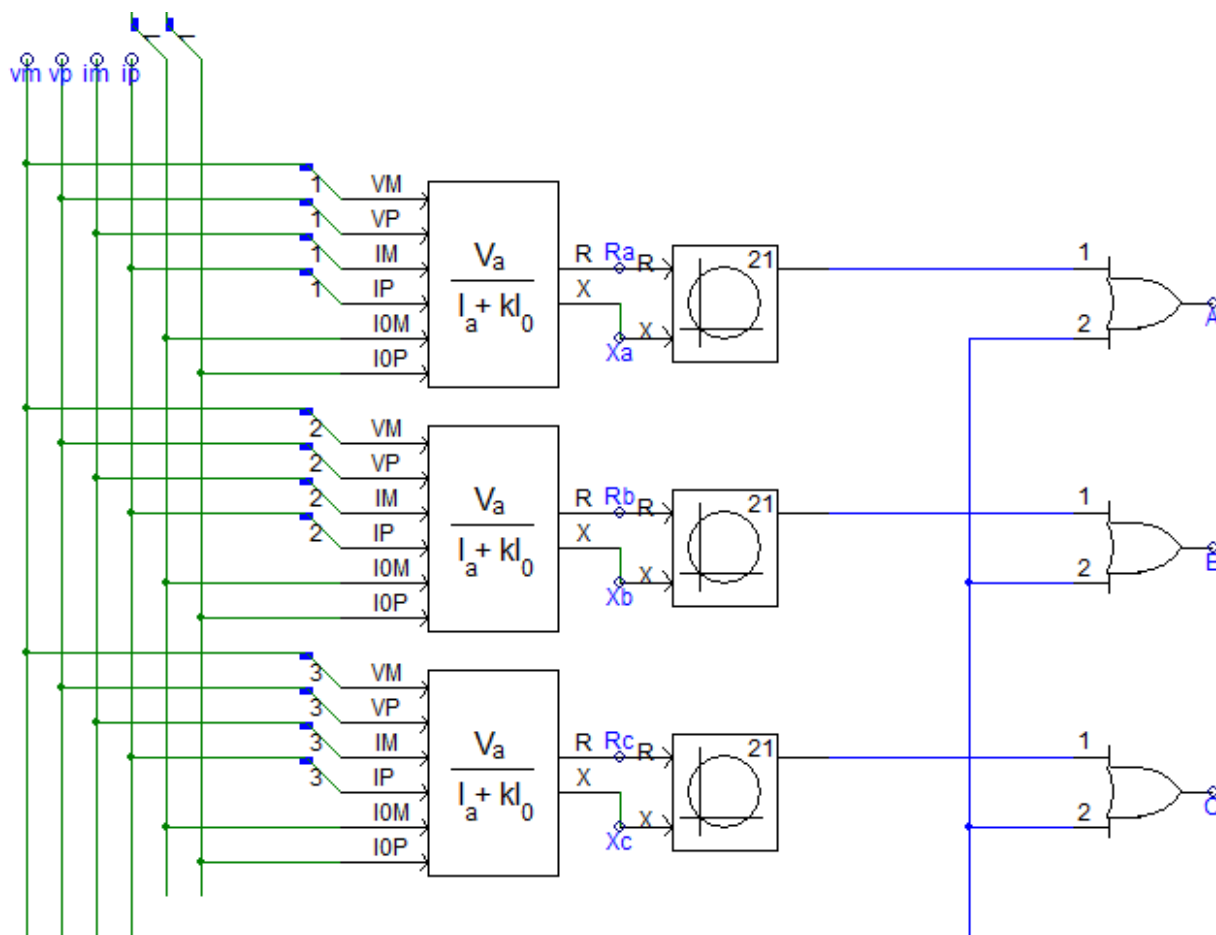 1 1
vm vp im ip
1 VM
1 VP
1 IM
1 IP
I0M
I0P
Va
Ia + kI0
R Ra R
X
Xa X
21
1
2
A
2 VM
2 VP
2 IM
2 IP
I0M
I0P
Va
Ia + kI0
R Rb R
X
Xb X
21
1
2
B
3 VM
3 VP
3 IM
3 IP
I0M
I0P
Va
Ia + kI0
R Rc R
X
Xc X
21
1
2
C